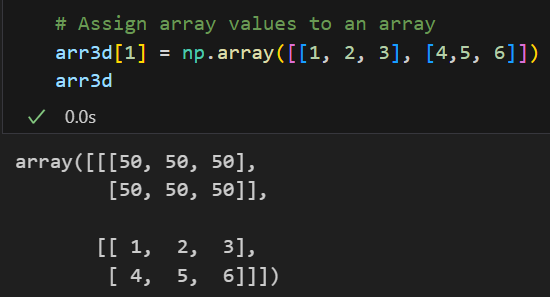 # Assign array values to an array
arr3d[1] = np.array([[1, 2, 3], [4,5, 6]])
arr3d
0.0s
array([[[50, 50, 50],
        [50, 50, 50]],

       [[ 1,  2,  3],
        [ 4,  5,  6]]])